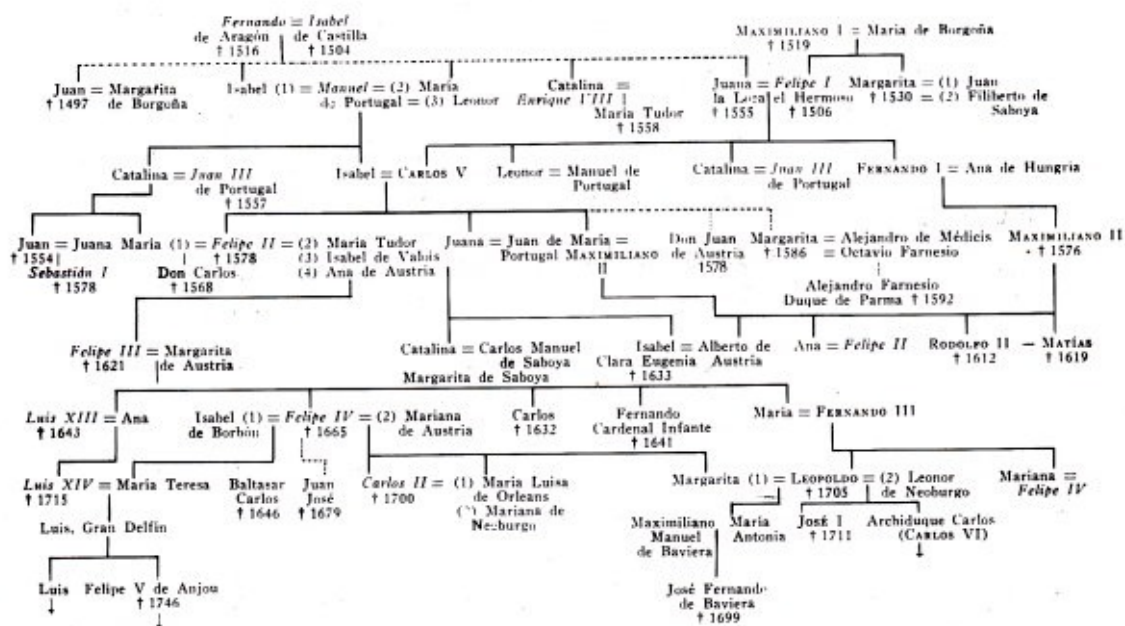 Fernando = Isabel
de Aragón de Castilla
† 1516 † 1504
MAXIMILIANO I = Maria de Borgoña
† 1519
Juan = Margarita
† 1497 de Borgoña
Isabel (1) = Manuel = (2) María
de Portugal = (3) Leonor
Catalina =
Enrique VIII
María Tudor
† 1558
Juana = Felipe I
la Loca el Hermoso
† 1555 † 1506
Margarita = (1) Juan
† 1530 = (2) Filiberto de
Saboya
Catalina = Juan III
de Portugal
† 1557
Isabel = CARLOS V
Leonor = Manuel de
Portugal
Catalina = Juan III
de Portugal
FERNANDO I = Ana de Hungría
Juan = Juana
† 1554
Sebastián I
† 1578
María (1) = Felipe II = (2) María Tudor
† 1578 (3) Isabel de Valois
Don Carlos (4) Ana de Austria
† 1568
Juana = Juan de
Portugal
María =
MAXIMILIANO
II
Don Juan
de Austria
1578
Margarita = Alejandro de Médicis
† 1586 = Octavio Farnesio
Alejandro Farnesio
Duque de Parma † 1592
MAXIMILIANO II
† 1576
Felipe III = Margarita
† 1621 de Austria
Catalina = Carlos Manuel
de Saboya
Margarita de Saboya
Isabel = Alberto de
Clara Eugenia Austria
† 1633
Ana = Felipe II
RODOLFO II
† 1612
— MATÍAS
† 1619
Luis XIII = Ana
† 1643
Isabel (1) = Felipe IV = (2) Mariana
de Borbón † 1665 de Austria
Carlos
† 1632
Fernando
Cardenal Infante
† 1641
María = FERNANDO III
Luis XIV = María Teresa
† 1715
Baltasar
Carlos
† 1646
Juan
José
† 1679
Carlos II = (1) María Luisa
† 1700 de Orleans
Mariana de
Neoburgo
Margarita (1) = LEOPOLDO = (2) Leonor
† 1705 de Neoburgo
Mariana =
Felipe IV
Luis, Gran Delfín
Maximiliano
Manuel
de Baviera
María
Antonia
José I
† 1711
Archiduque Carlos
(CARLOS VI)
Luis
Felipe V de Anjou
† 1746
José Fernando
de Baviera
† 1699